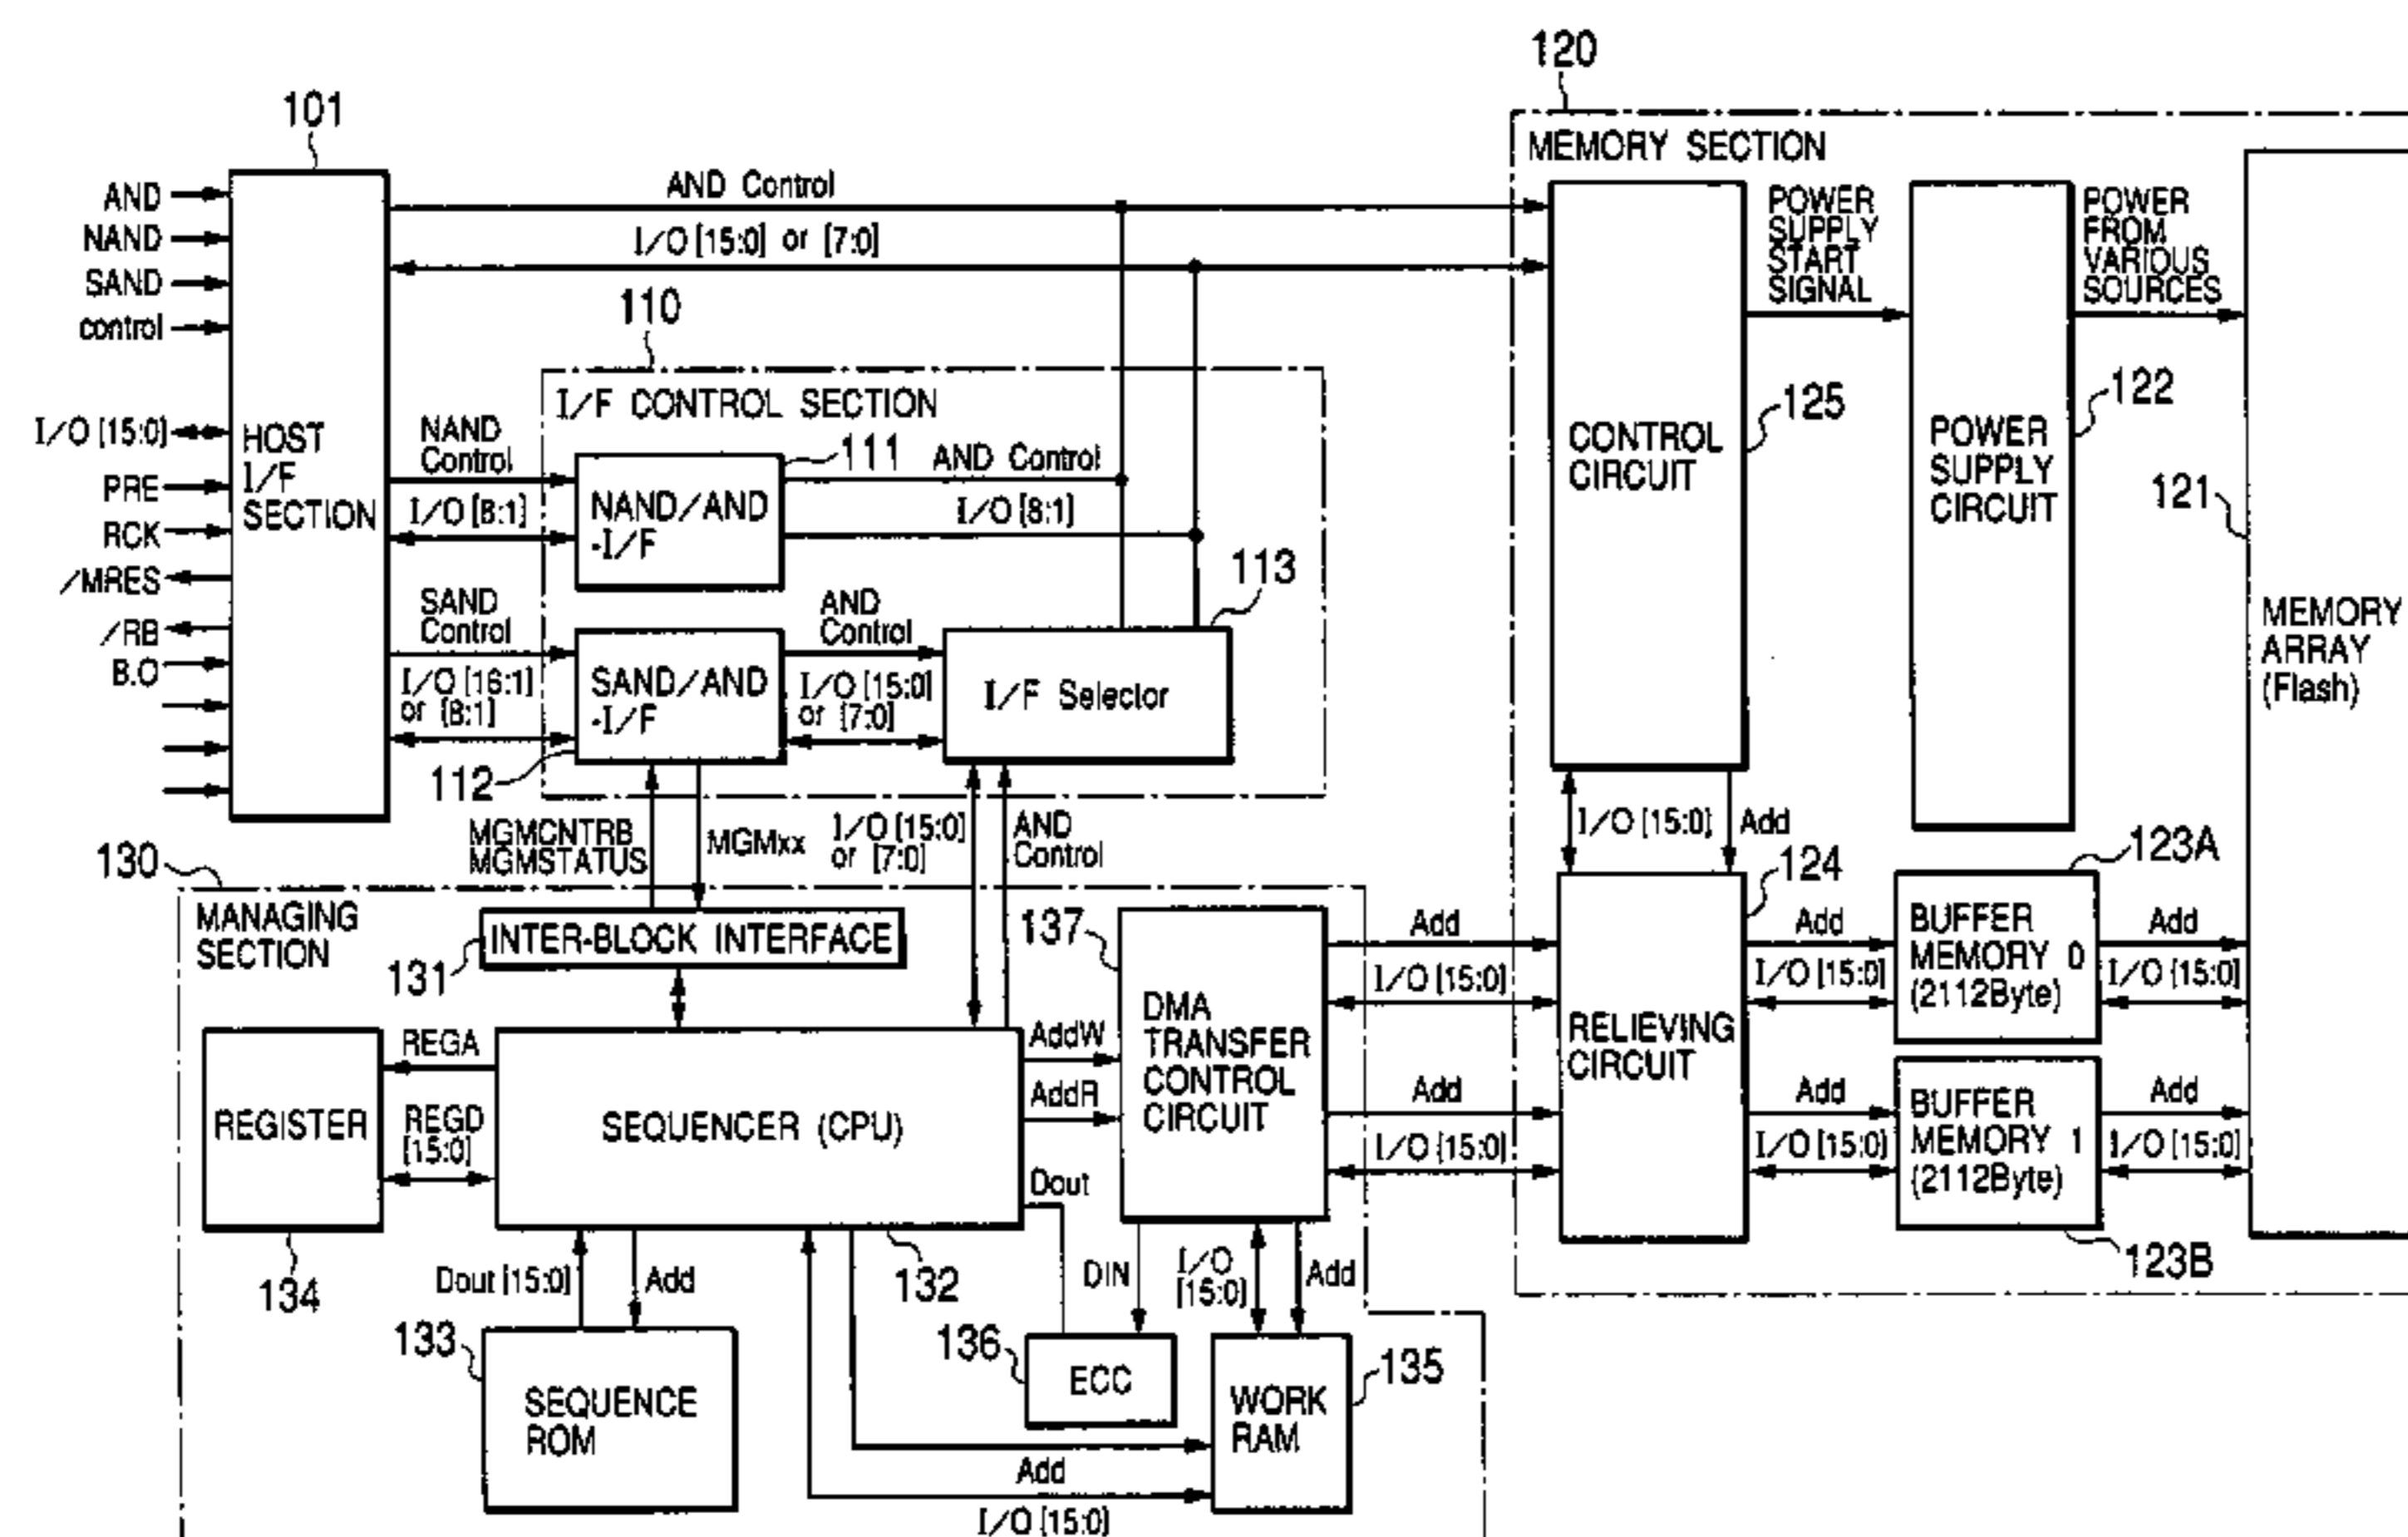 120
101
MEMORY SECTION
AND
NAND
SAND
control
I/O [15:0]
PRE
RCK
/MRES
/RB
B.O
HOST
I/F
SECTION
AND Control
I/O [15:0] or [7:0]
110
I/F CONTROL SECTION
NAND
Control
I/O [8:1]
111
NAND/AND
-I/F
AND Control
I/O [8:1]
113
SAND
Control
I/O [16:1]
or [8:1]
SAND/AND
-I/F
112
AND
Control
I/O [15:0]
or [7:0]
I/F Selector
CONTROL
CIRCUIT
125
POWER
SUPPLY
START
SIGNAL
POWER
SUPPLY
CIRCUIT
122
POWER
FROM
VARIOUS
SOURCES
121
MEMORY
ARRAY
(Flash)
MGMCNTRB
MGMSTATUS
MGMxx
I/O [15:0]
or [7:0]
AND
Control
I/O [15:0]
Add
130
MANAGING
SECTION
INTER-BLOCK INTERFACE
131
137
DMA
TRANSFER
CONTROL
CIRCUIT
124
RELIEVING
CIRCUIT
123A
BUFFER
MEMORY 0
(2112Byte)
Add
I/O [15:0]
Add
I/O [15:0]
Add
I/O [15:0]
REGISTER
134
REGA
REGD
[15:0]
SEQUENCER (CPU)
132
AddW
AddR
Dout
Add
I/O [15:0]
Add
I/O [15:0]
BUFFER
MEMORY 1
(2112Byte)
123B
Add
I/O [15:0]
Dout [15:0]
Add
133
SEQUENCE
ROM
DIN
I/O
[15:0]
Add
136
ECC
135
WORK
RAM
Add
I/O [15:0]